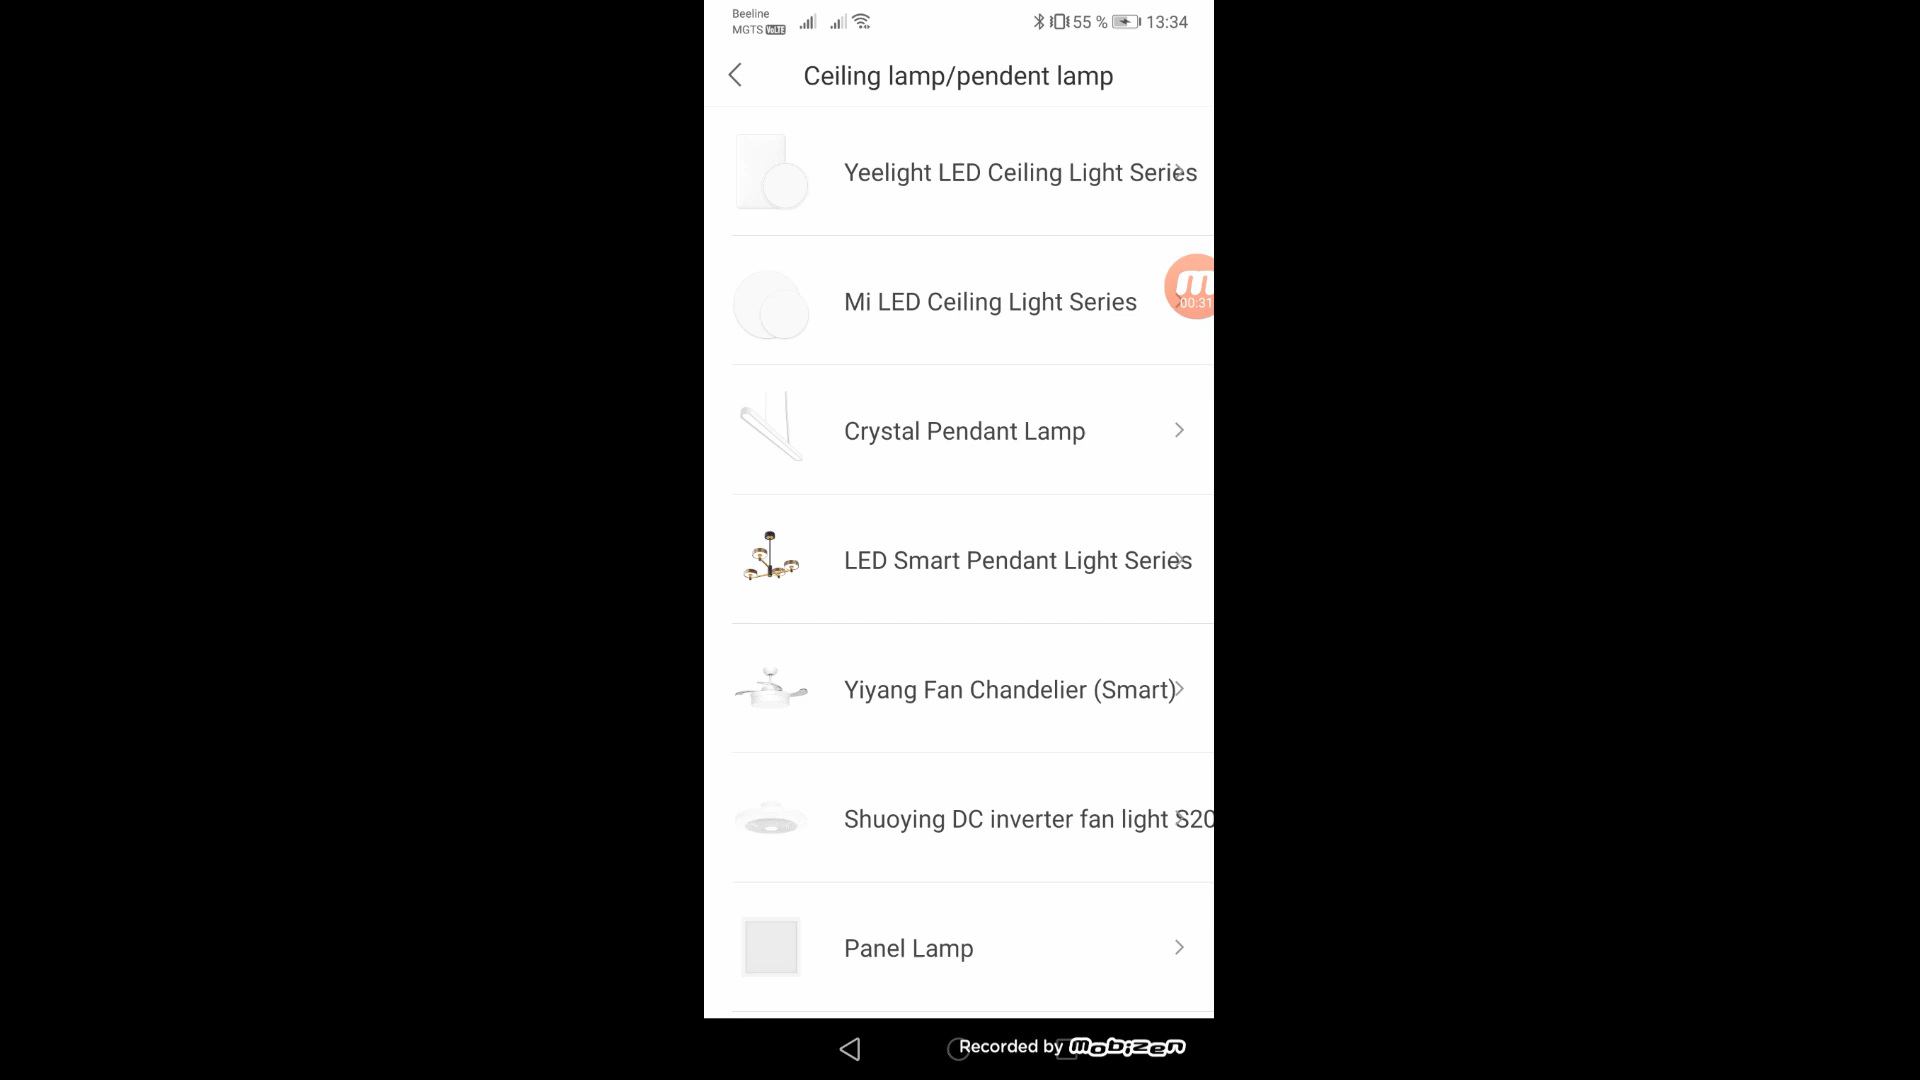 Beeline
MGTS VoLTE
55 % 13:34
Ceiling lamp/pendent lamp
Yeelight LED Ceiling Light Series
Mi LED Ceiling Light Series
00:31
Crystal Pendant Lamp
LED Smart Pendant Light Series
Yiyang Fan Chandelier (Smart)
Shuoying DC inverter fan light S20
Panel Lamp
Recorded by mobizen